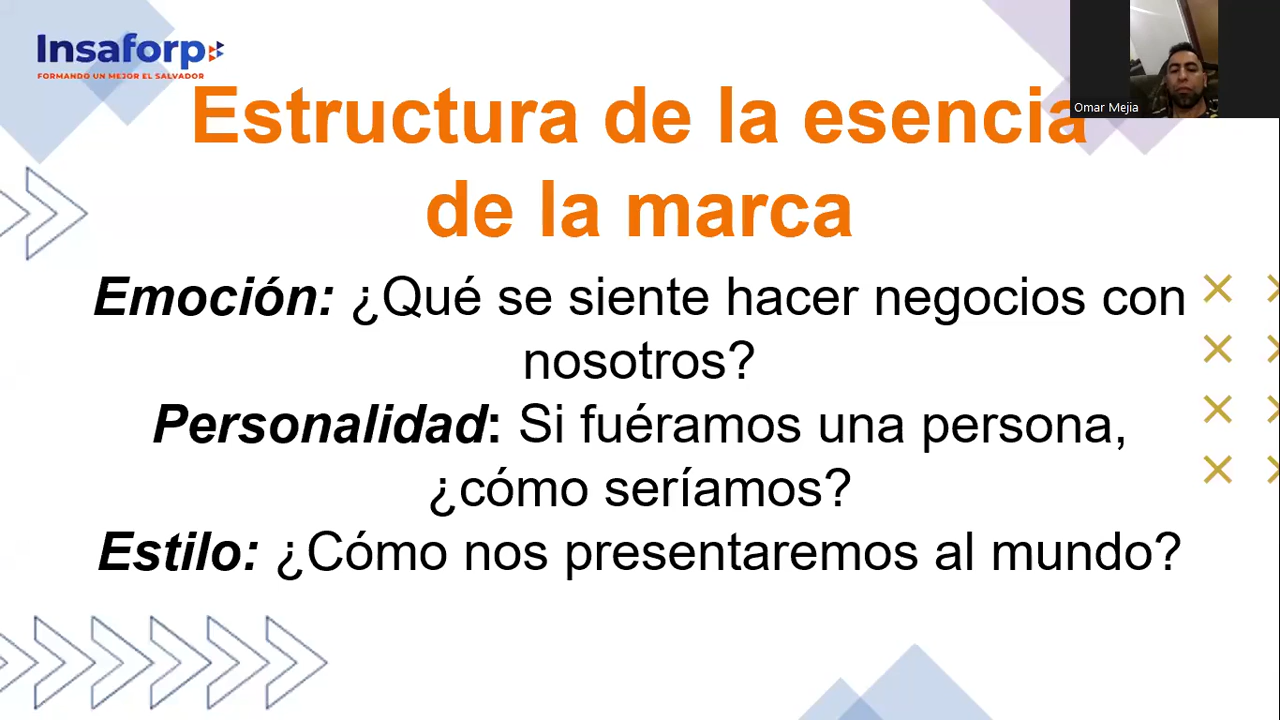 Insaforp
FORMANDO UN MEJOR EL SALVADOR
Omar Mejia
Estructura de la esencia
de la marca
Emoción: ¿Qué se siente hacer negocios con
nosotros?
Personalidad: Si fuéramos una persona,
¿cómo seríamos?
Estilo: ¿Cómo nos presentaremos al mundo?